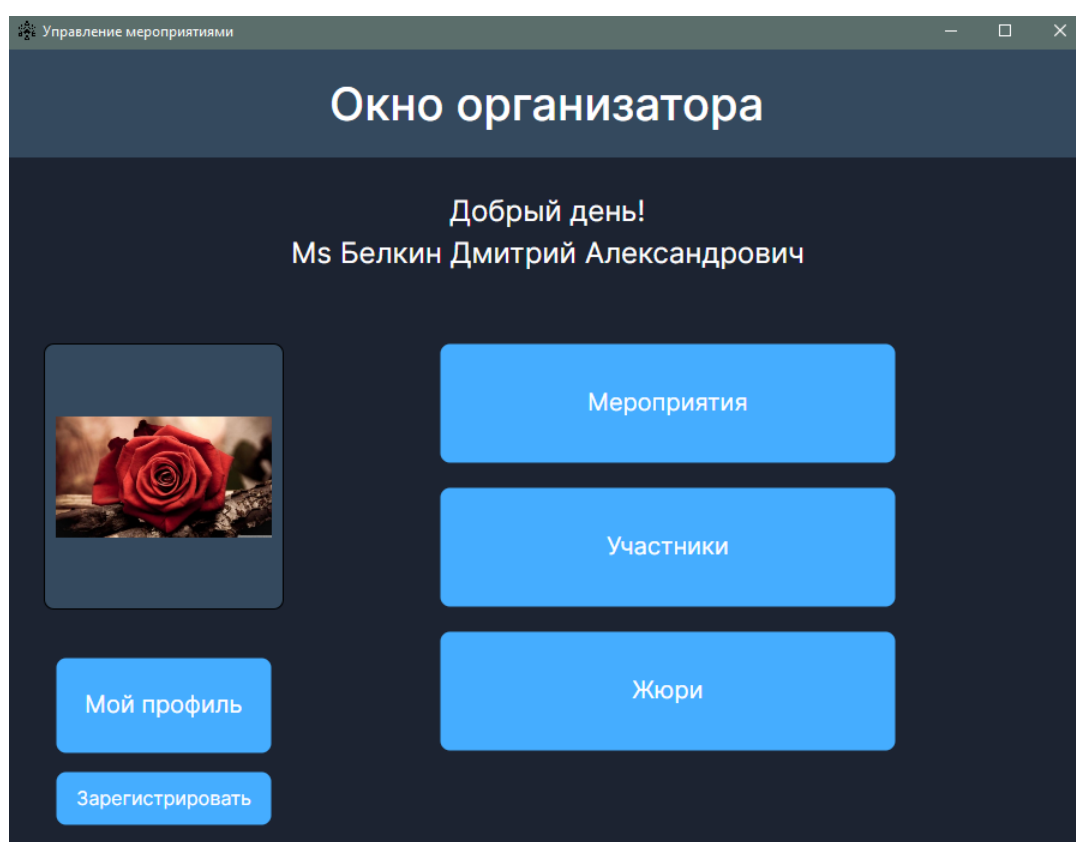 Управление мероприятиями
Окно организатора
Добрый день!
Ms Белкин Дмитрий Александрович
Мероприятия
Участники
Жюри
Мой профиль
Зарегистрировать